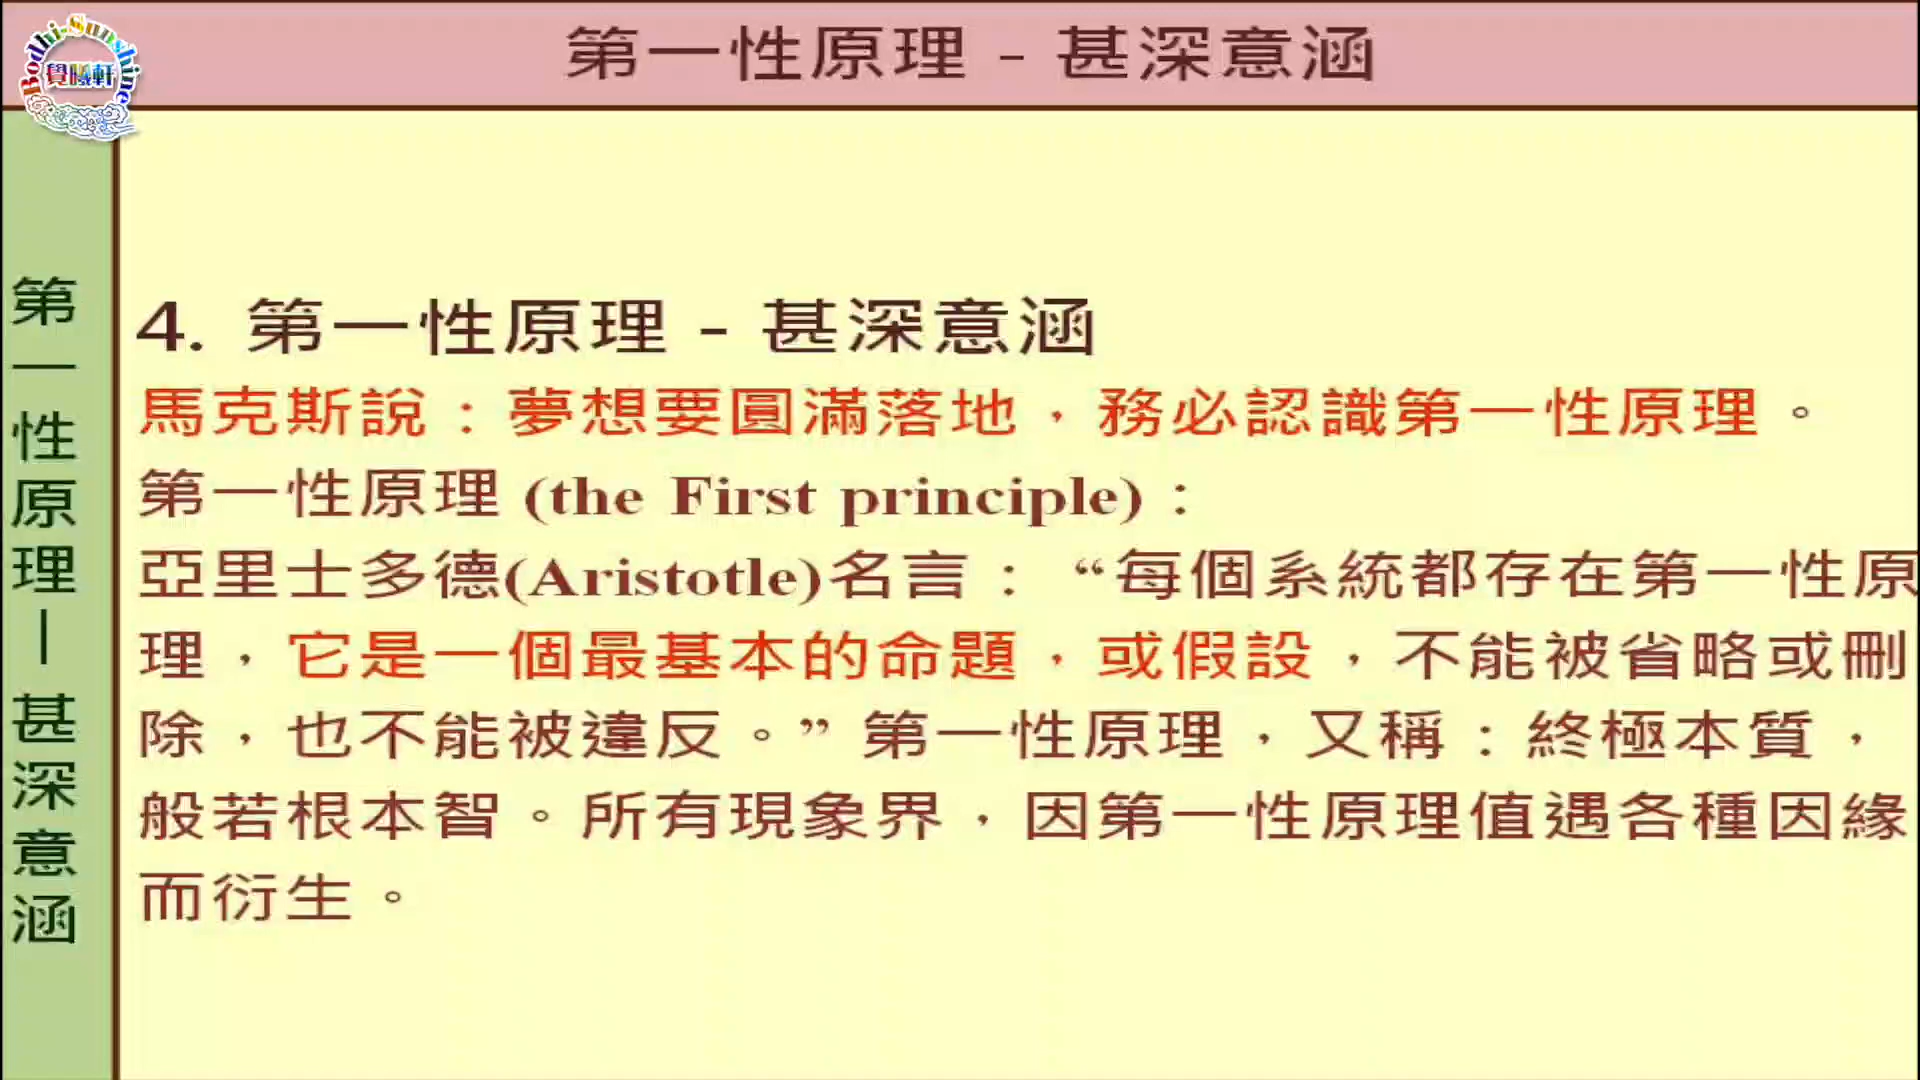 Bodhi-Sunshine
覺曦軒
第一性原理 - 甚深意涵
第一性原理—甚深意涵
4. 第一性原理 - 甚深意涵
馬克斯說：夢想要圓滿落地，務必認識第一性原理。
第一性原理 (the First principle)：
亞里士多德(Aristotle)名言： “每個系統都存在第一性原
理，它是一個最基本的命題，或假設，不能被省略或刪
除，也不能被違反。” 第一性原理，又稱：終極本質，
般若根本智。所有現象界，因第一性原理值遇各種因緣
而衍生。